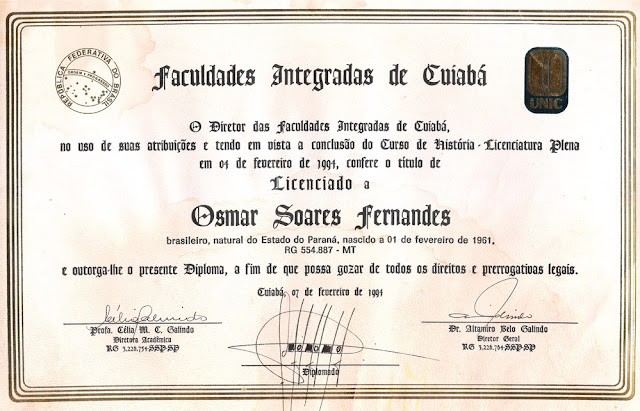 REPÚBLICA FEDERATIVA DO BRASIL
UNIC
Faculdades Integradas de Cuiabá
O Diretor das Faculdades Integradas de Cuiabá,
no uso de suas atribuições e tendo em vista a conclusão do Curso de História - Licenciatura Plena
em 04 de fevereiro de 1994, confere o título de
Licenciado a
Osmar Soares Fernandes
brasileiro, natural do Estado do Paraná, nascido a 01 de fevereiro de 1961,
RG 554.887 - MT
e outorga-lhe o presente Diploma, a fim de que possa gozar de todos os direitos e prerrogativas legais.
Cuiabá, 07 de fevereiro de 1994
Profa. Célia M. C. Galindo
Diretora Acadêmica
RG 3.228.754-SSP-SP
Diplomado
Dr. Altamiro Belo Galindo
Diretor Geral
RG 3.228.764-SSP-SP